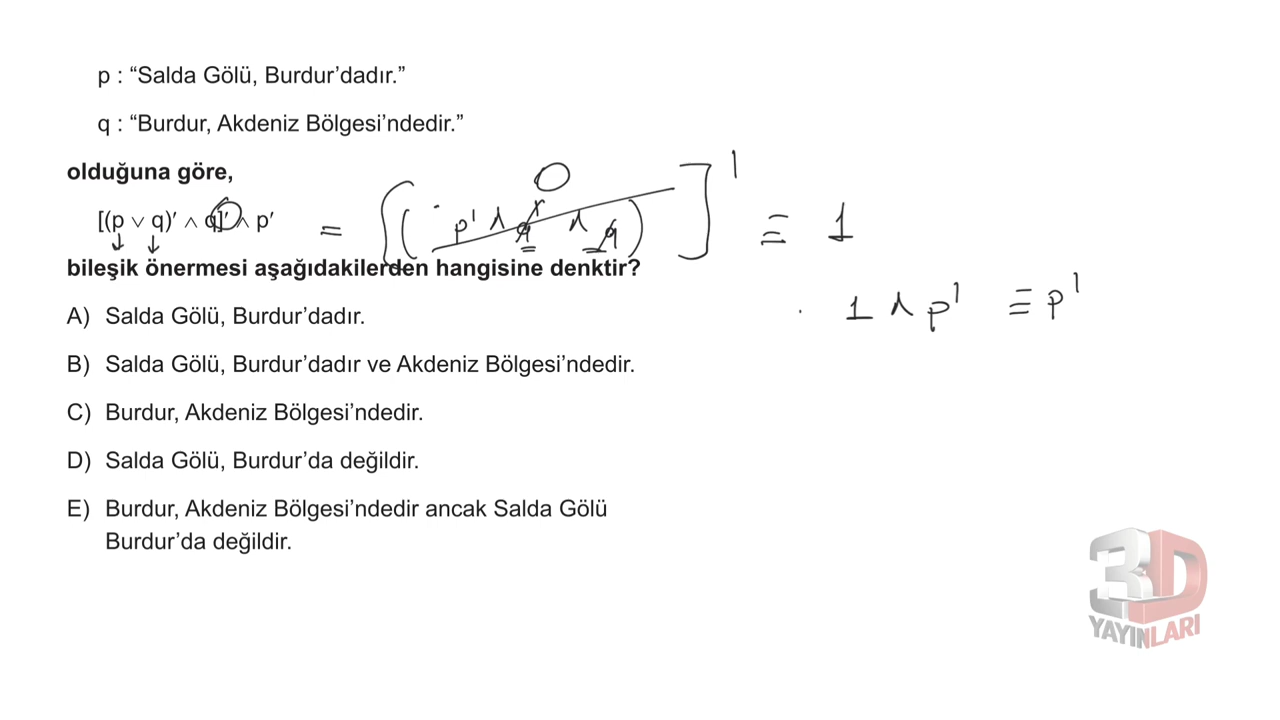 p : “Salda Gölü, Burdur’dadır.”
q : “Burdur, Akdeniz Bölgesi’ndedir.”
olduğuna göre,
[(p ∨ q)′ ∧ q]′ ∧ p′ = [(p′ ∧ q′ ∧ q)]′ ≡ 1
0
bileşik önermesi aşağıdakilerden hangisine denktir?
1 ∧ p′ ≡ p′
A) Salda Gölü, Burdur’dadır.
B) Salda Gölü, Burdur’dadır ve Akdeniz Bölgesi’ndedir.
C) Burdur, Akdeniz Bölgesi’ndedir.
D) Salda Gölü, Burdur’da değildir.
E) Burdur, Akdeniz Bölgesi’ndedir ancak Salda Gölü
Burdur’da değildir.
3D
YAYINLARI